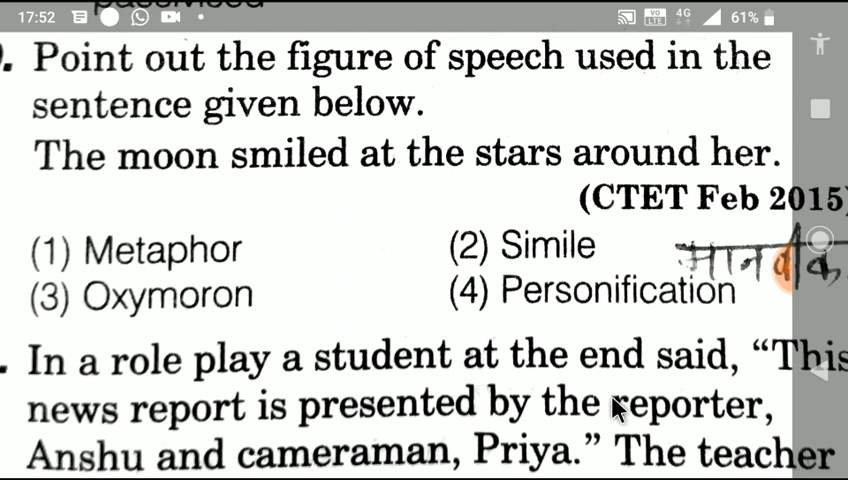 17:52 4G 61%
VO LTE
. Point out the figure of speech used in the
sentence given below.
The moon smiled at the stars around her.
(CTET Feb 2015)
(1) Metaphor (2) Simile
(3) Oxymoron (4) Personification
मानवीक
. In a role play a student at the end said, “This
news report is presented by the reporter,
Anshu and cameraman, Priya.” The teacher